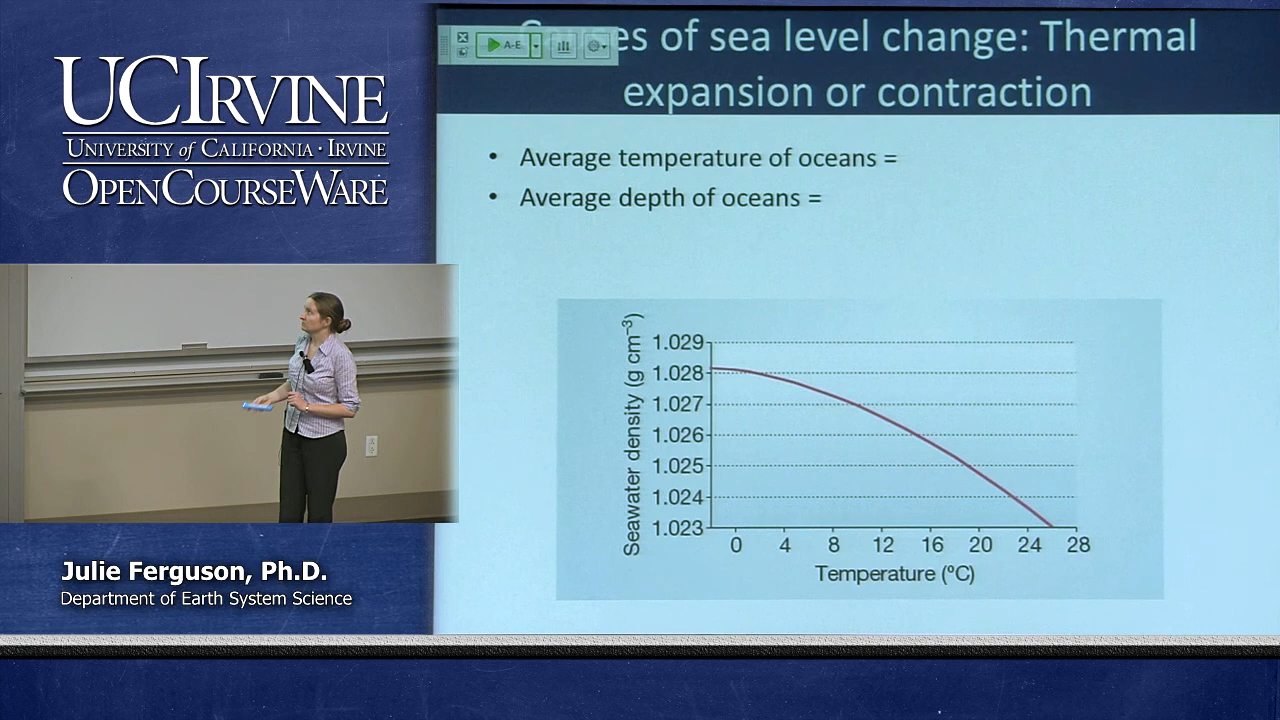 UCIRVINE
UNIVERSITY of CALIFORNIA · IRVINE
OPENCOURSEWARE
A-E
es of sea level change: Thermal
expansion or contraction
• Average temperature of oceans =
• Average depth of oceans =
Seawater density (g cm⁻³)
1.029
1.028
1.027
1.026
1.025
1.024
1.023
0 4 8 12 16 20 24 28
Temperature (ºC)
Julie Ferguson, Ph.D.
Department of Earth System Science